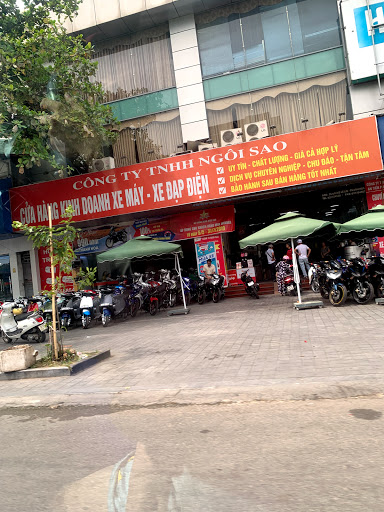 CÔNG TY TNHH NGÔI SAO
CỬA HÀNG KINH DOANH XE MÁY - XE ĐẠP ĐIỆN
UY TÍN - CHẤT LƯỢNG - GIÁ CẢ HỢP LÝ
DỊCH VỤ CHUYÊN NGHIỆP - CHU ĐÁO - TẬN TÂM
BẢO HÀNH SAU BÁN HÀNG TỐT NHẤT